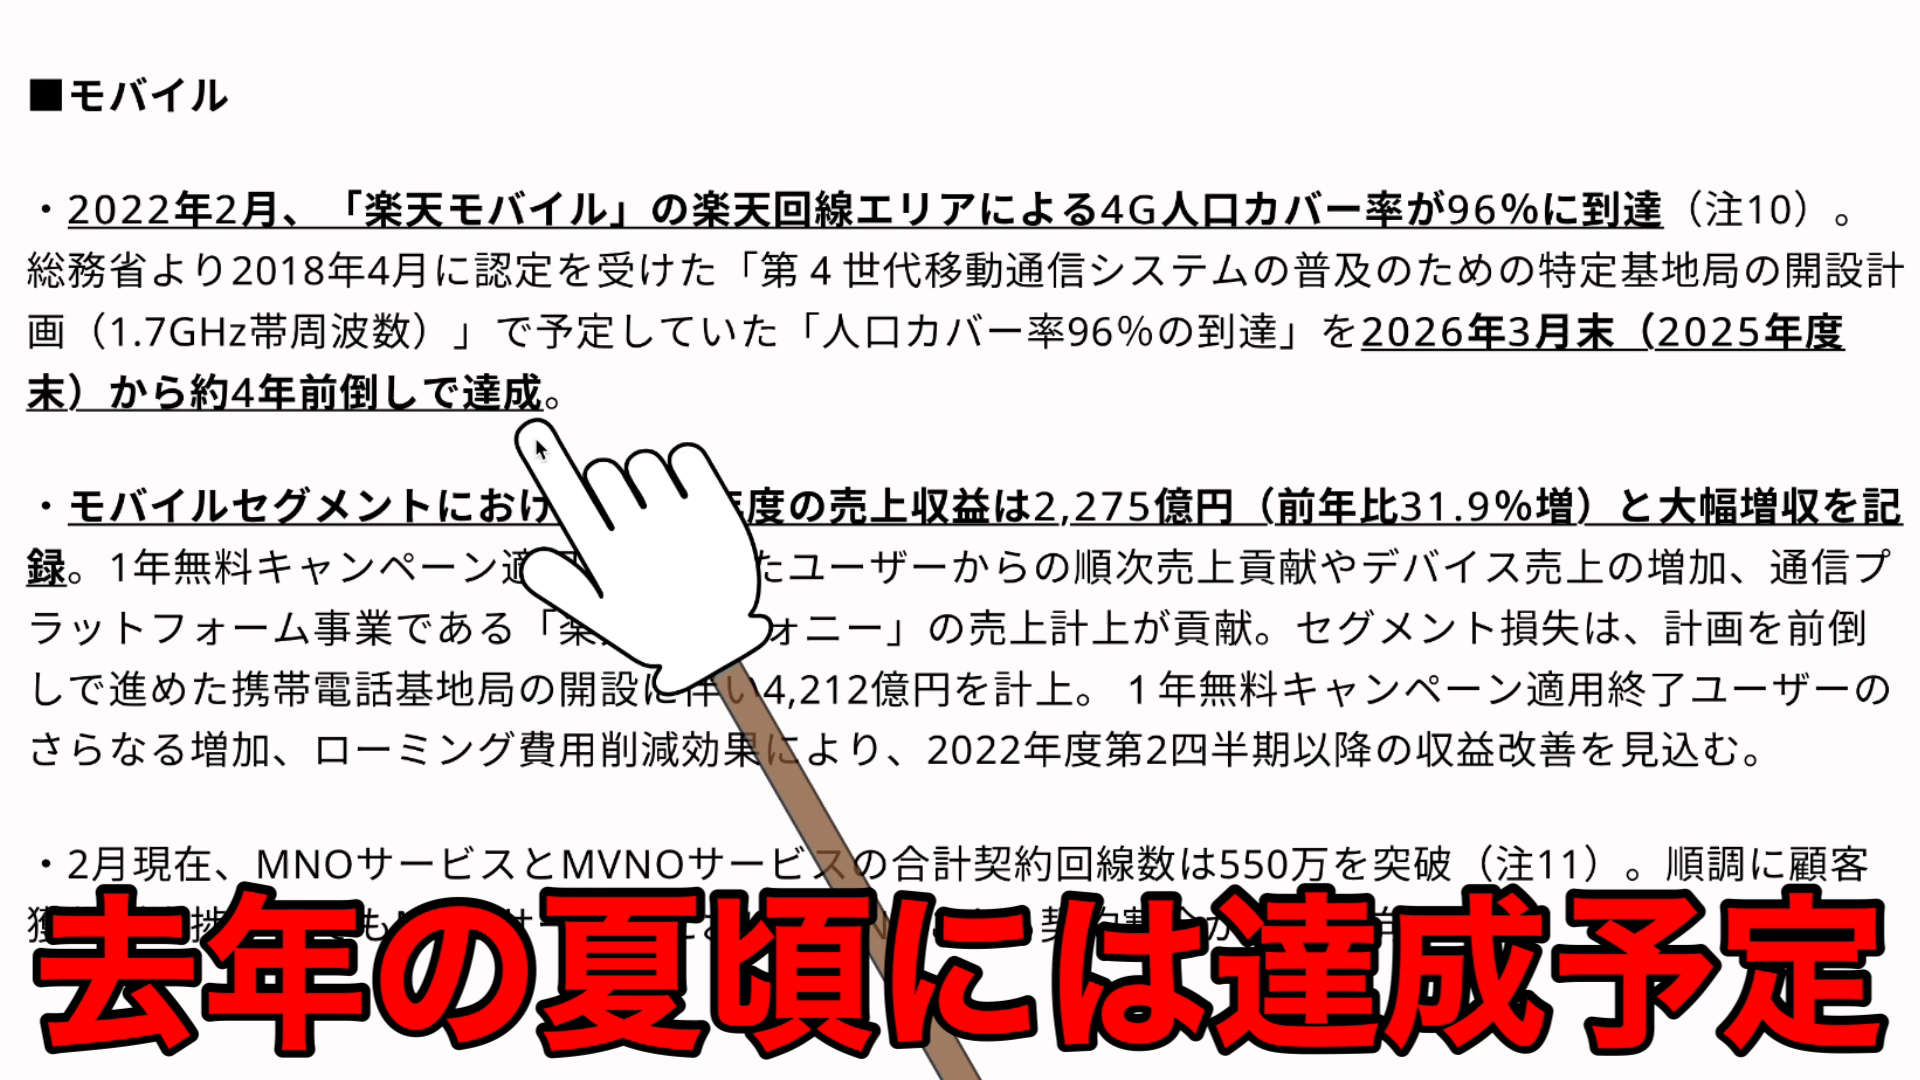 ■モバイル
・2022年2月、「楽天モバイル」の楽天回線エリアによる4G人口カバー率が96％に到達（注10）。
総務省より2018年4月に認定を受けた「第４世代移動通信システムの普及のための特定基地局の開設計
画（1.7GHz帯周波数）」で予定していた「人口カバー率96％の到達」を2026年3月末（2025年度
末）から約4年前倒しで達成。
・モバイルセグメントにおけ 度の売上収益は2,275億円（前年比31.9％増）と大幅増収を記
録。1年無料キャンペーン適 たユーザーからの順次売上貢献やデバイス売上の増加、通信プ
ラットフォーム事業である「楽 ォニー」の売上計上が貢献。セグメント損失は、計画を前倒
しで進めた携帯電話基地局の開設に伴い4,212億円を計上。 1年無料キャンペーン適用終了ユーザーの
さらなる増加、ローミング費用削減効果により、2022年度第2四半期以降の収益改善を見込む。
・2月現在、MNOサービスとMVNOサービスの合計契約回線数は550万を突破（注11）。順調に顧客
去年の夏頃には達成予定